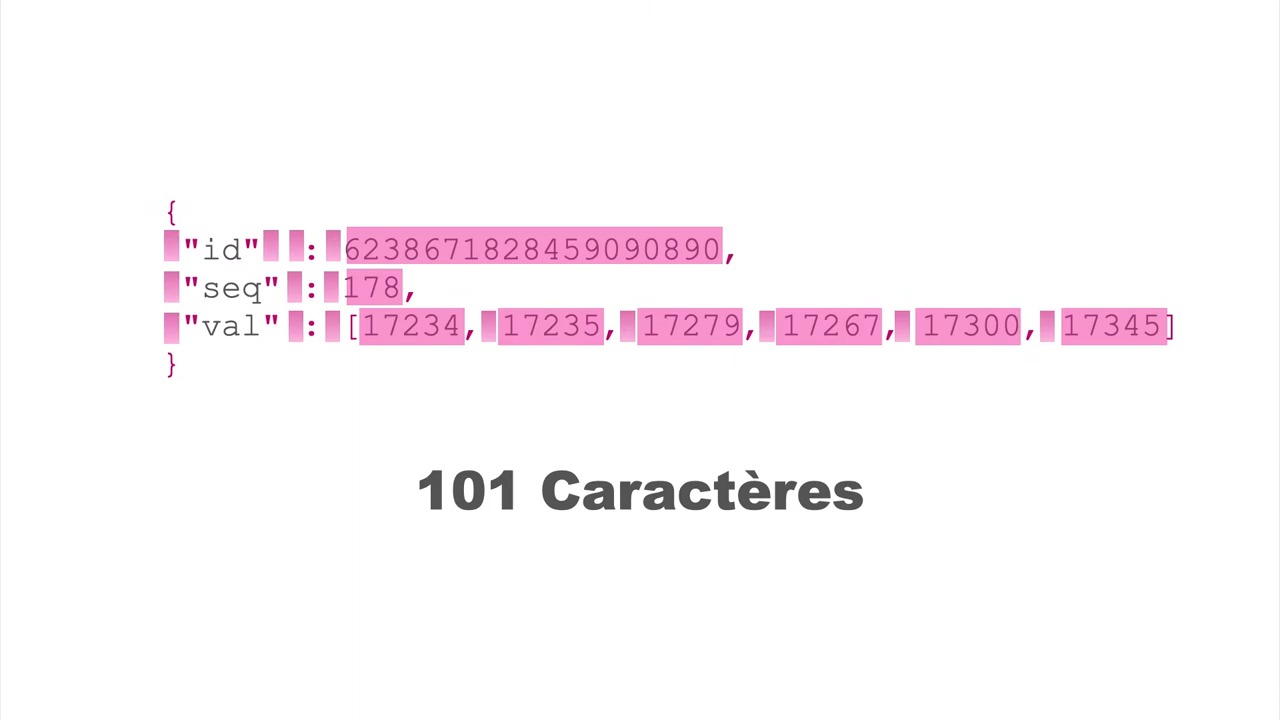 {
 "id"  : 6238671828459090890,
 "seq" : 178,
 "val" : [17234, 17235, 17279, 17267, 17300, 17345]
}
101 Caractères